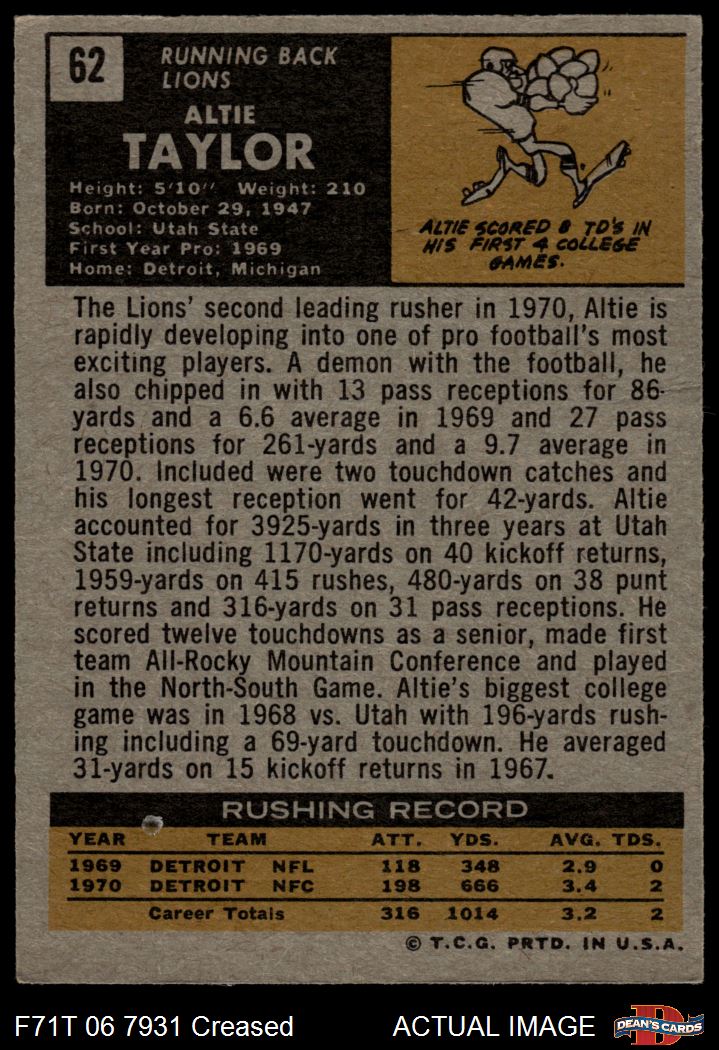 62
RUNNING BACK
LIONS
ALTIE
TAYLOR
Height: 5'10" Weight: 210
Born: October 29, 1947
School: Utah State
First Year Pro: 1969
Home: Detroit, Michigan
ALTIE SCORED 8 TD'S IN
HIS FIRST 4 COLLEGE
GAMES.
The Lions' second leading rusher in 1970, Altie is
rapidly developing into one of pro football's most
exciting players. A demon with the football, he
also chipped in with 13 pass receptions for 86-
yards and a 6.6 average in 1969 and 27 pass
receptions for 261-yards and a 9.7 average in
1970. Included were two touchdown catches and
his longest reception went for 42-yards. Altie
accounted for 3925-yards in three years at Utah
State including 1170-yards on 40 kickoff returns,
1959-yards on 415 rushes, 480-yards on 38 punt
returns and 316-yards on 31 pass receptions. He
scored twelve touchdowns as a senior, made first
team All-Rocky Mountain Conference and played
in the North-South Game. Altie's biggest college
game was in 1968 vs. Utah with 196-yards rush-
ing including a 69-yard touchdown. He averaged
31-yards on 15 kickoff returns in 1967.
RUSHING RECORD
YEAR TEAM ATT. YDS. AVG. TDS.
1969 DETROIT NFL 118 348 2.9 0
1970 DETROIT NFC 198 666 3.4 2
Career Totals 316 1014 3.2 2
© T.C.G. PRTD. IN U.S.A.
F71T 06 7931 Creased ACTUAL IMAGE
D
DEAN'S CARDS